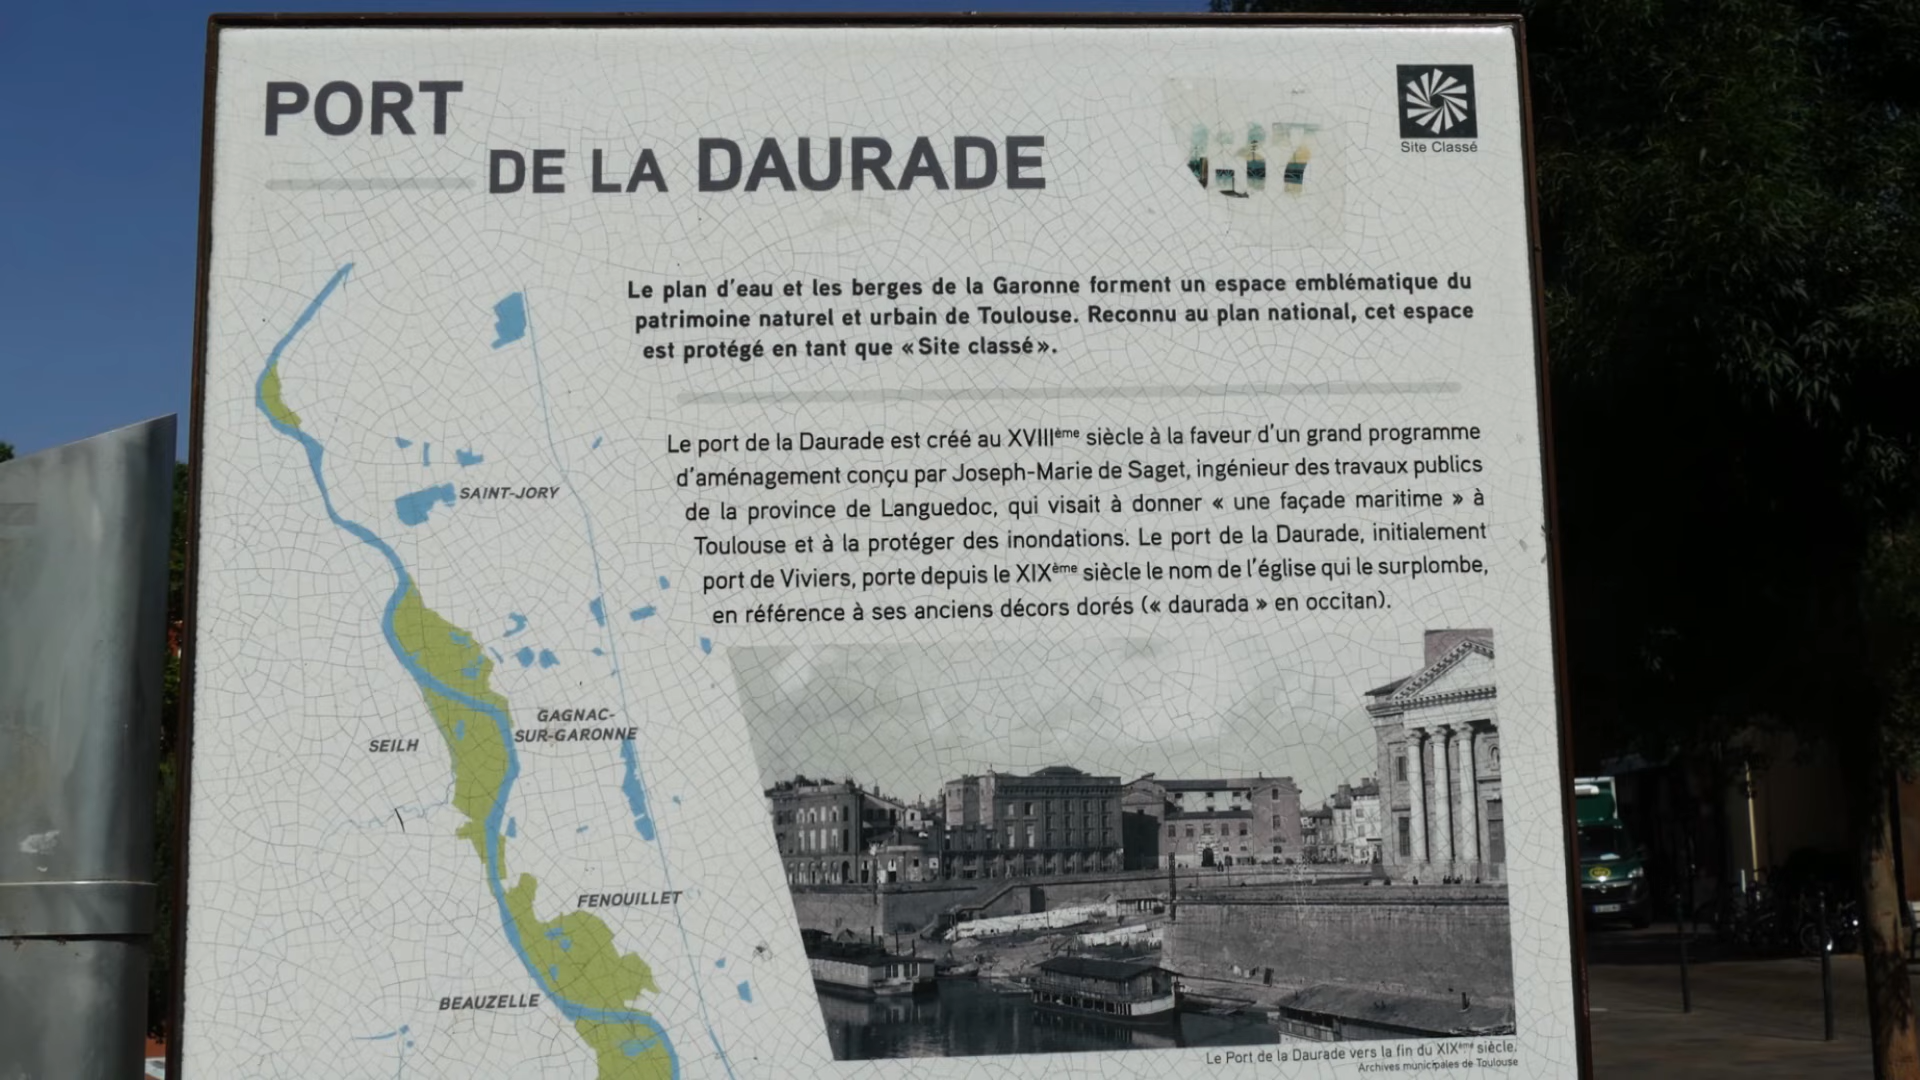 PORT
DE LA DAURADE
Site Classé
Le plan d'eau et les berges de la Garonne forment un espace emblématique du
patrimoine naturel et urbain de Toulouse. Reconnu au plan national, cet espace
est protégé en tant que « Site classé ».
Le port de la Daurade est créé au XVIIIème siècle à la faveur d'un grand programme
d'aménagement conçu par Joseph-Marie de Saget, ingénieur des travaux publics
de la province de Languedoc, qui visait à donner « une façade maritime » à
Toulouse et à la protéger des inondations. Le port de la Daurade, initialement
port de Viviers, porte depuis le XIXème siècle le nom de l'église qui le surplombe,
en référence à ses anciens décors dorés (« daurada » en occitan).
SAINT-JORY
GAGNAC-
SUR-GARONNE
SEILH
FENOUILLET
BEAUZELLE
Le Port de la Daurade vers la fin du XIXème siècle.
Archives municipales de Toulouse